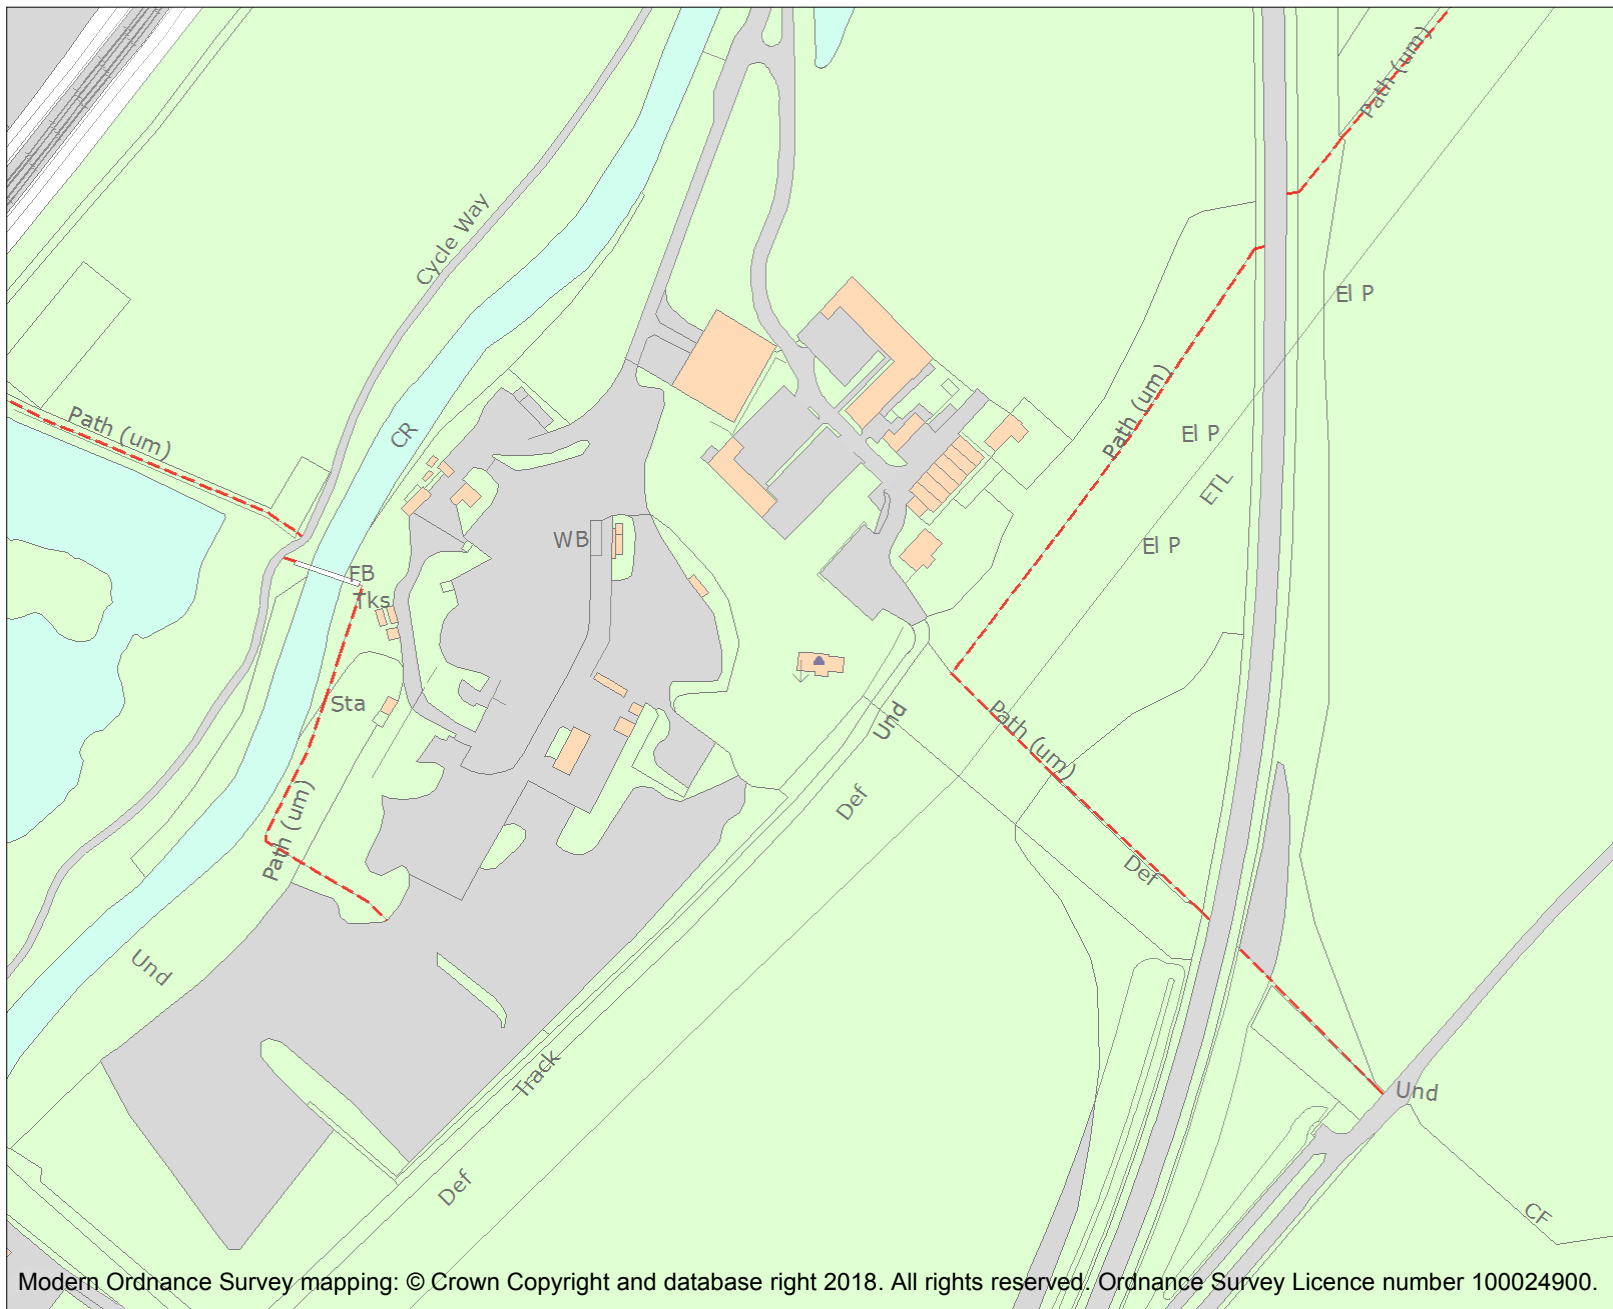 Path (um)
Cycle Way
El P
Path (um)
Path (um)
CR
El P
ETL
WB
El P
FB
Tks
Sta
Und
Path (um)
Def
Path (um)
Def
Und
Track
Und
Def
CF
Modern Ordnance Survey mapping: © Crown Copyright and database right 2018. All rights reserved. Ordnance Survey Licence number 100024900.